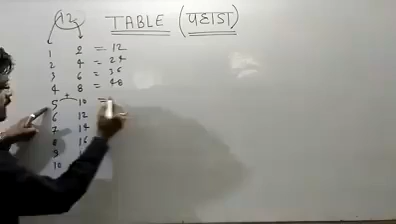 12 TABLE (पहाडा)
1 2 = 12
2 4 = 24
3 6 = 36
4 8 = 48
5 + 10 =
6 12
7 14
8 16
9
10